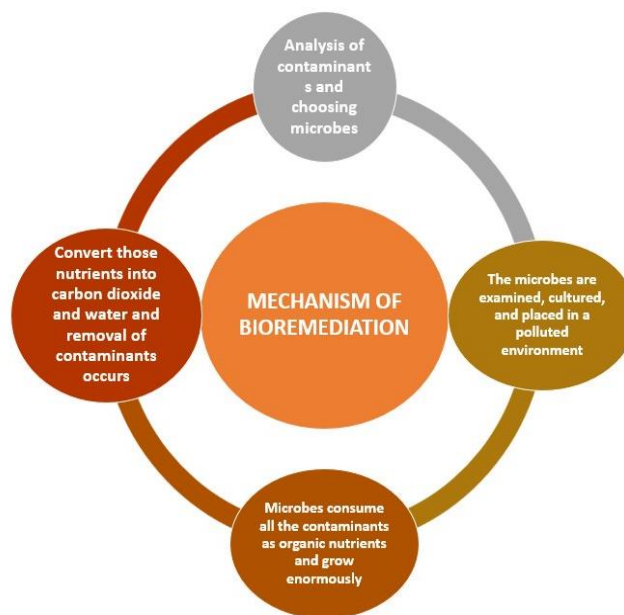 Analysis of
contaminant
s and
choosing
microbes
The microbes are
examined, cultured,
and placed in a
polluted
environment
Microbes consume
all the contaminants
as organic nutrients
and grow
enormously
Convert those
nutrients into
carbon dioxide
and water and
removal of
contaminants
occurs
MECHANISM OF
BIOREMEDIATION